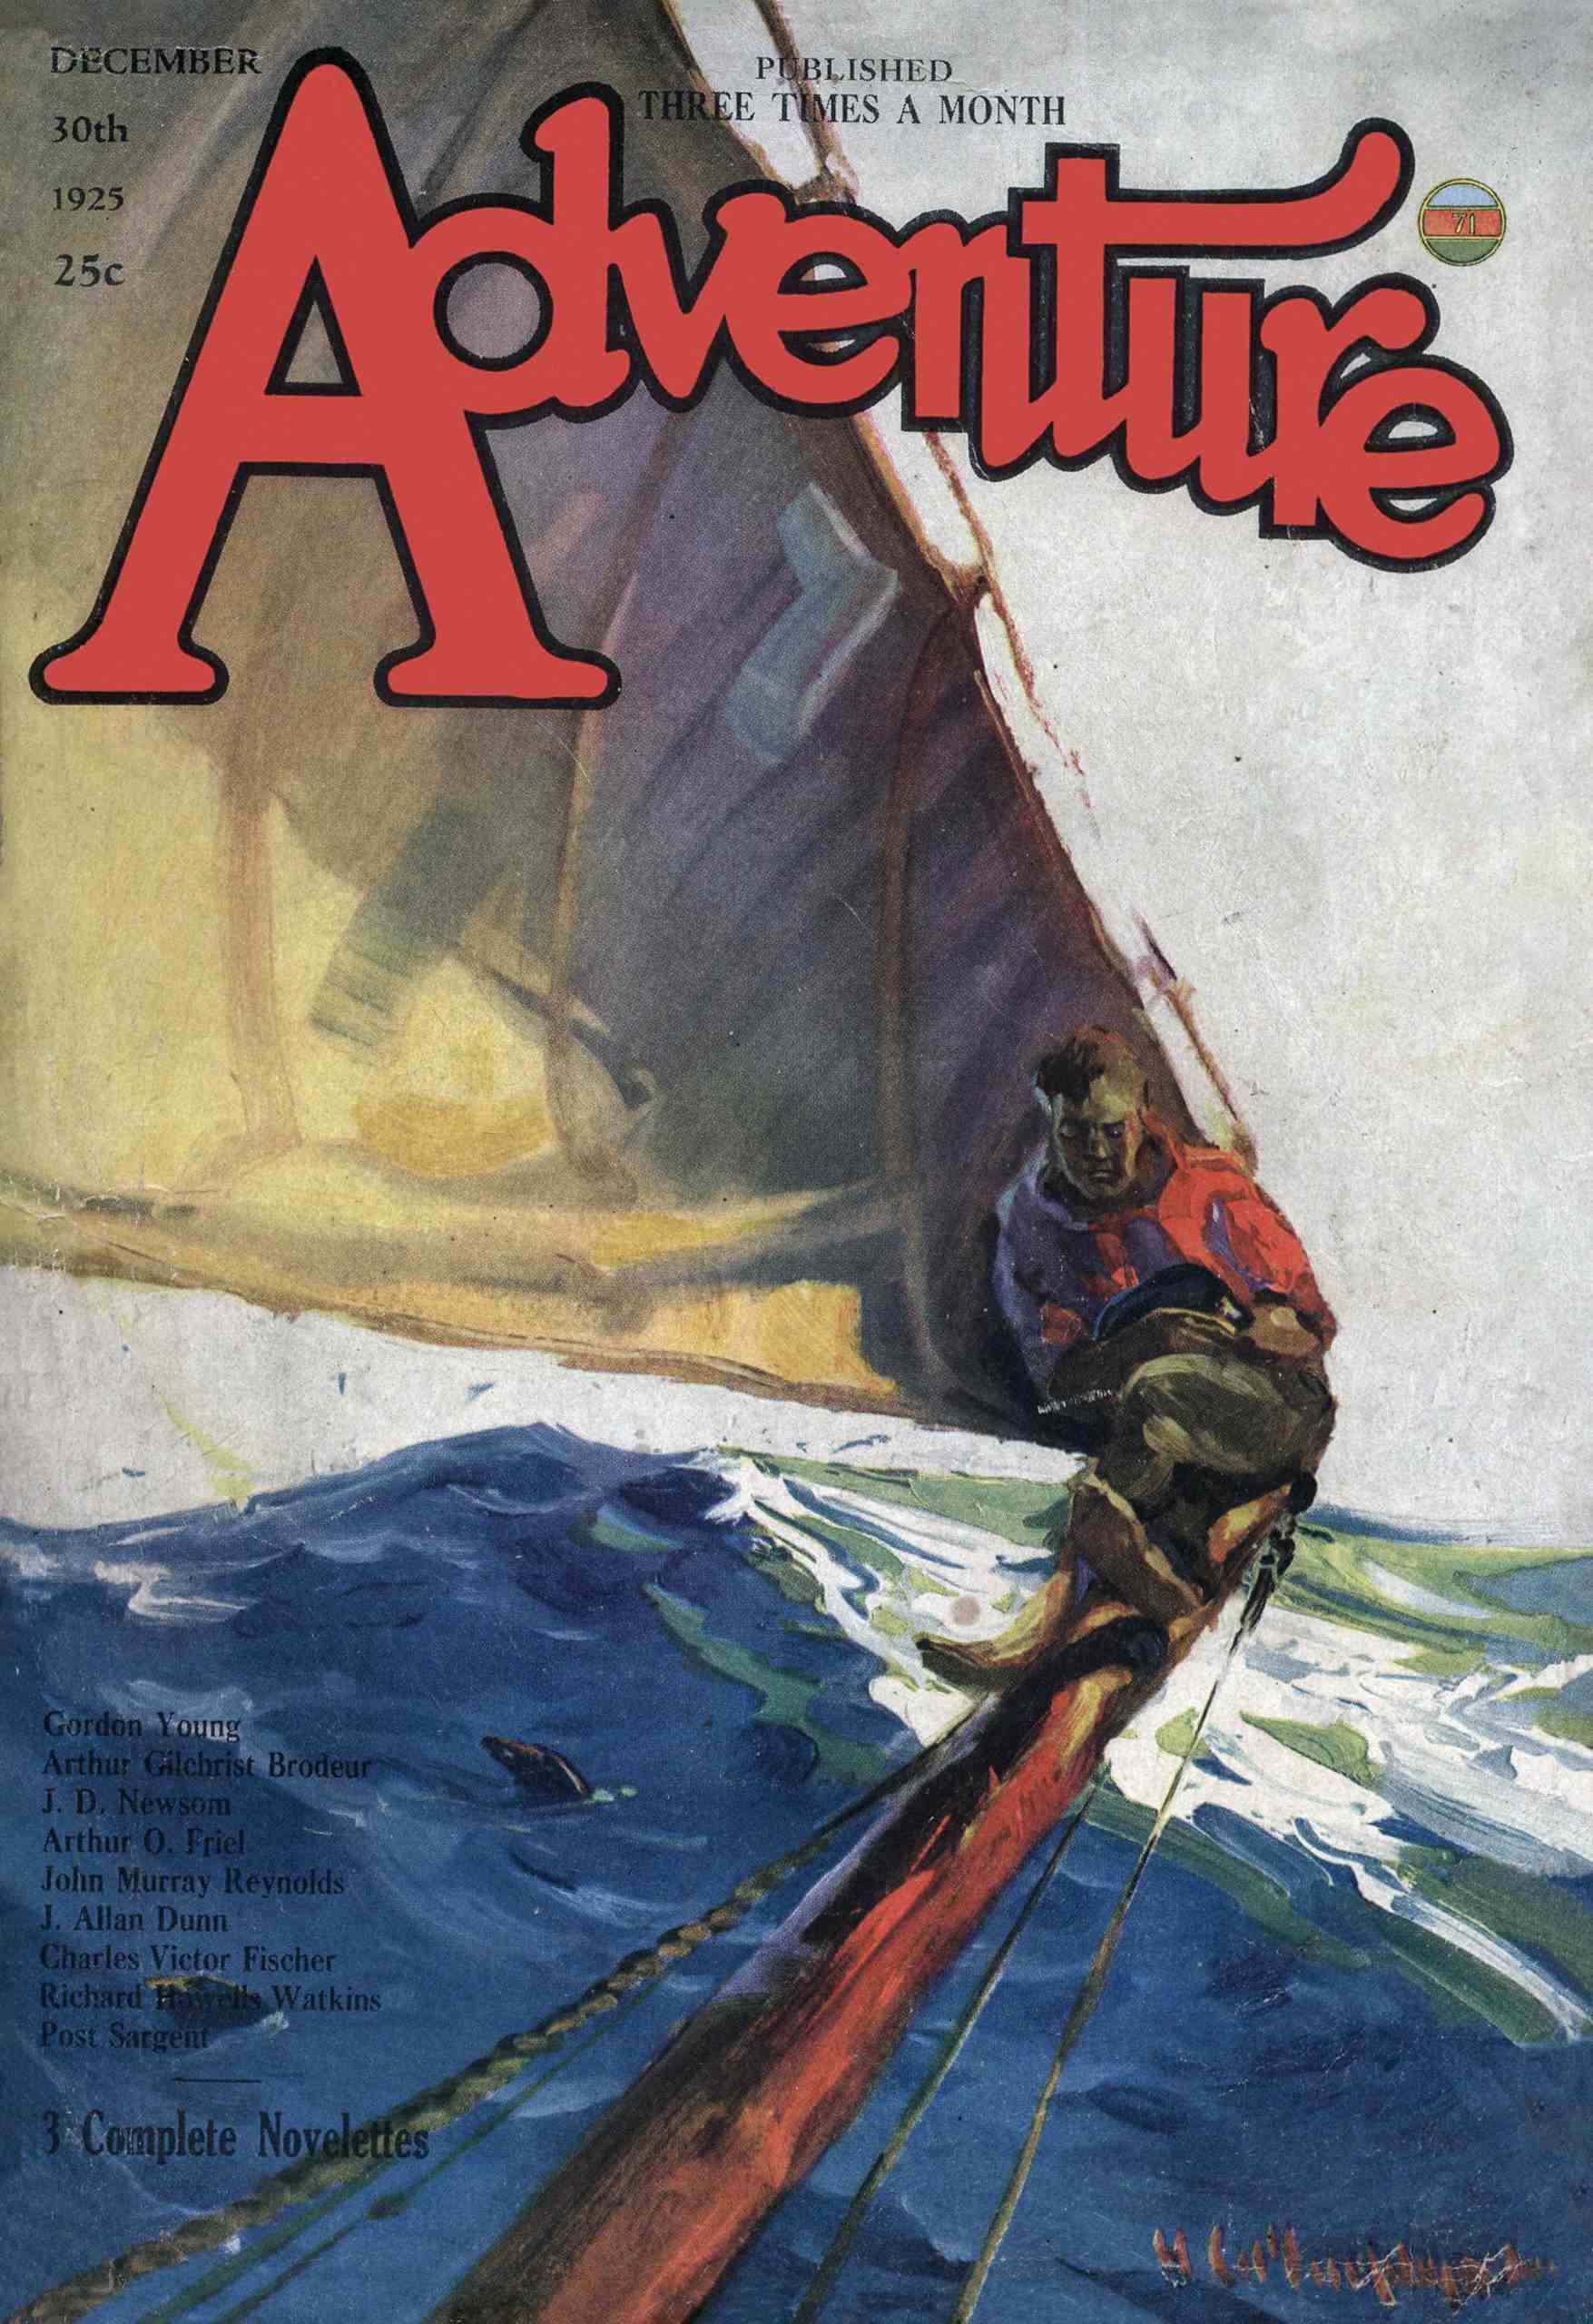 DECEMBER
30th
1925
25c
PUBLISHED
THREE TIMES A MONTH
Adventure
71
Gordon Young
Arthur Gilchrist Brodeur
J. D. Newsom
Arthur O. Friel
John Murray Reynolds
J. Allan Dunn
Charles Victor Fischer
Richard Howells Watkins
Post Sargent
3 Complete Novelettes